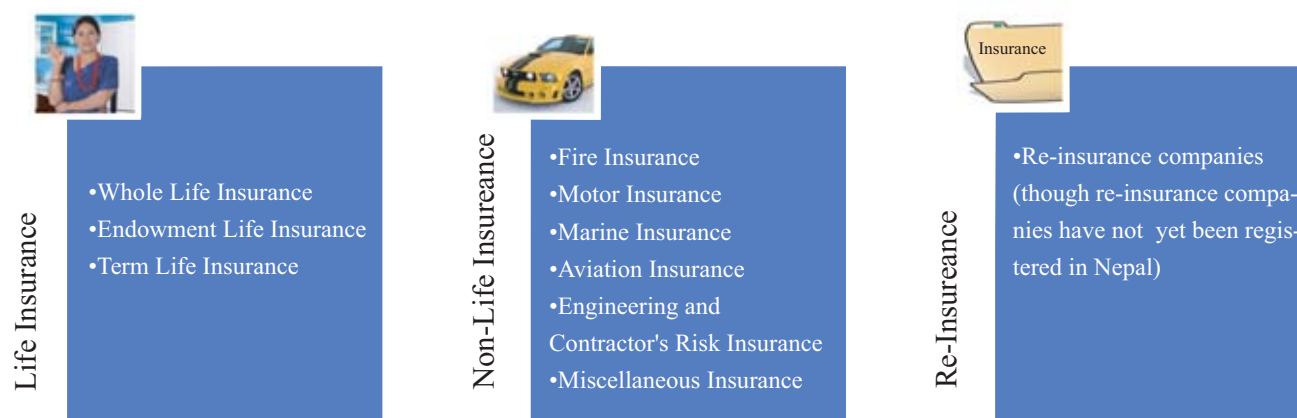 Life Insurance
•Whole Life Insurance
•Endowment Life Insurance
•Term Life Insurance
Non-Life Insureance
•Fire Insurance
•Motor Insurance
•Marine Insurance
•Aviation Insurance
•Engineering and
Contractor's Risk Insurance
•Miscellaneous Insurance
Insurance
Re-Insureance
•Re-insurance companies
(though re-insurance compa-
nies have not yet been regis-
tered in Nepal)